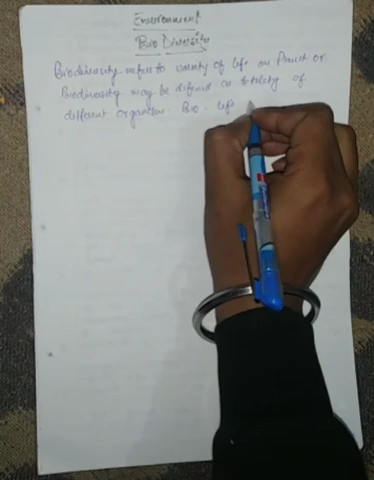 Environment
Bio Diversity
Biodiversity refers to variety of life on Planet or
Biodiversity may be defined as totality of
different organism. Bio - life